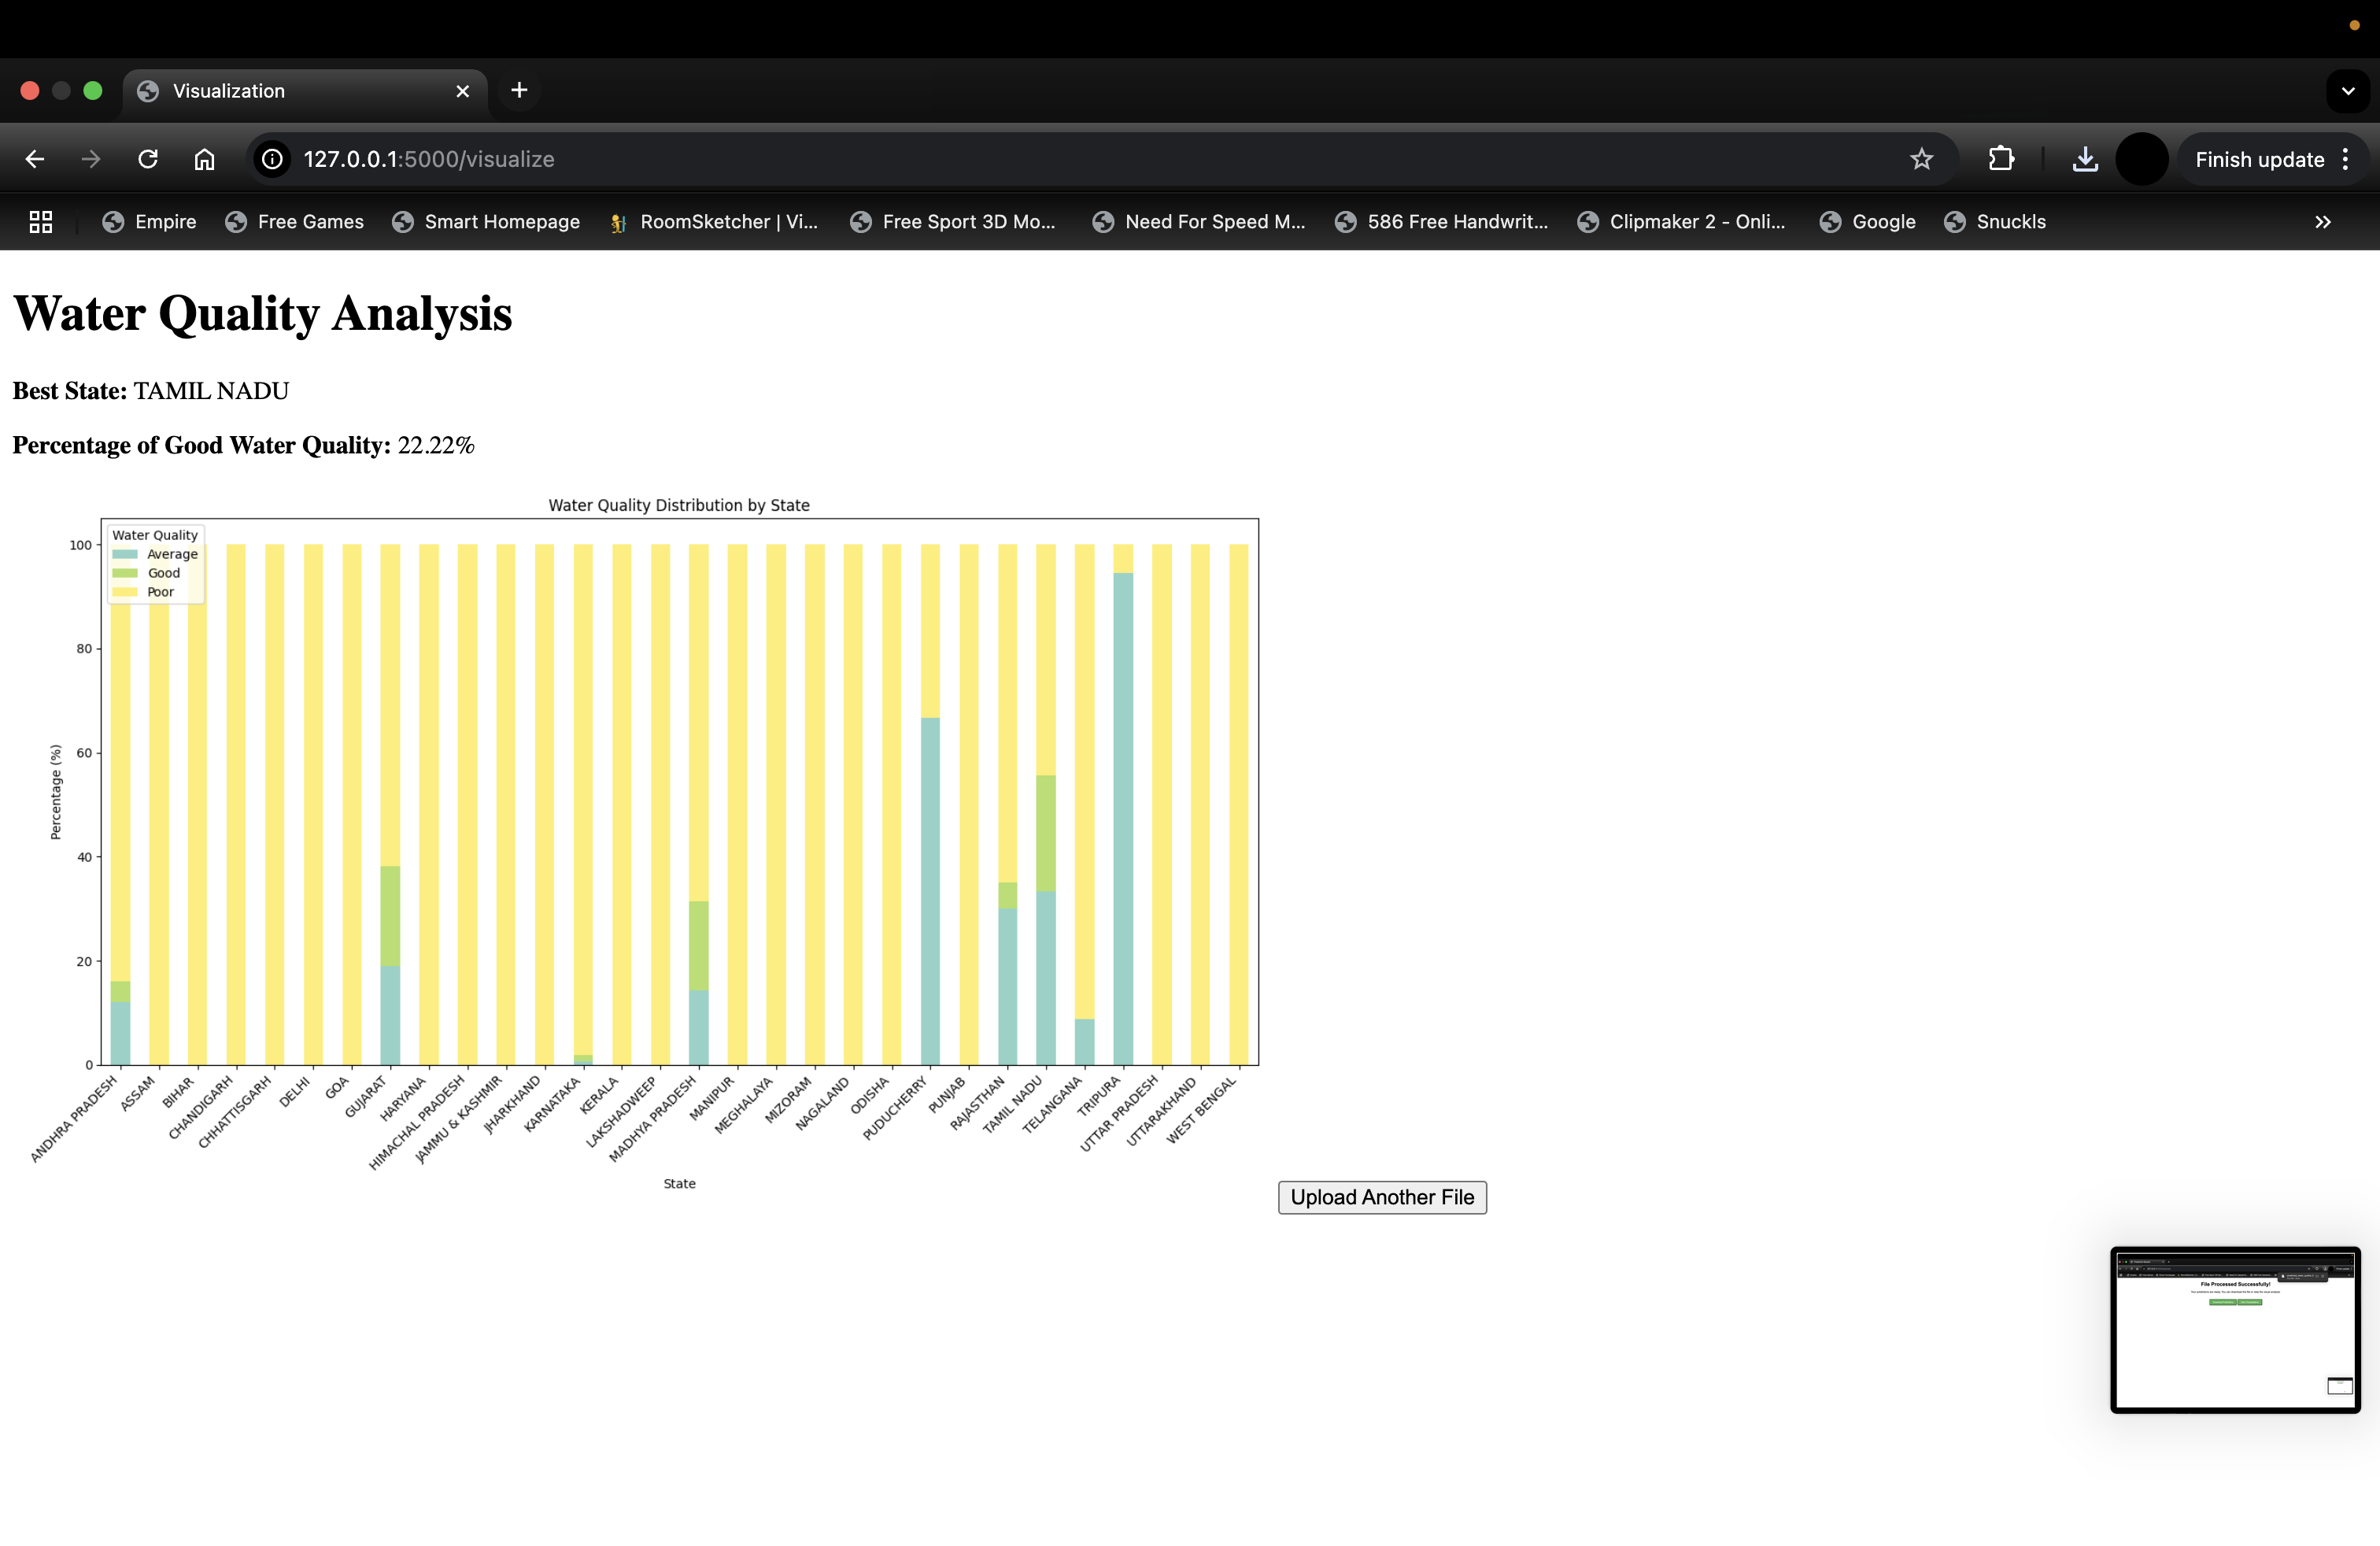 Visualization
127.0.0.1:5000/visualize
Finish update
Empire
Free Games
Smart Homepage
RoomSketcher | Vi...
Free Sport 3D Mo...
Need For Speed M...
586 Free Handwrit...
Clipmaker 2 - Onli...
Google
Snuckls
Water Quality Analysis
Best State: TAMIL NADU
Percentage of Good Water Quality: 22.22%
Water Quality Distribution by State
Water Quality
Average
Good
Poor
100
80
60
40
20
0
Percentage (%)
ANDHRA PRADESH
ASSAM
BIHAR
CHANDIGARH
CHHATTISGARH
DELHI
GOA
GUJARAT
HARYANA
HIMACHAL PRADESH
JAMMU & KASHMIR
JHARKHAND
KARNATAKA
KERALA
LAKSHADWEEP
MADHYA PRADESH
MANIPUR
MEGHALAYA
MIZORAM
NAGALAND
ODISHA
PUDUCHERRY
PUNJAB
RAJASTHAN
TAMIL NADU
TELANGANA
TRIPURA
UTTAR PRADESH
UTTARAKHAND
WEST BENGAL
State
Upload Another File
File Processed Successfully!